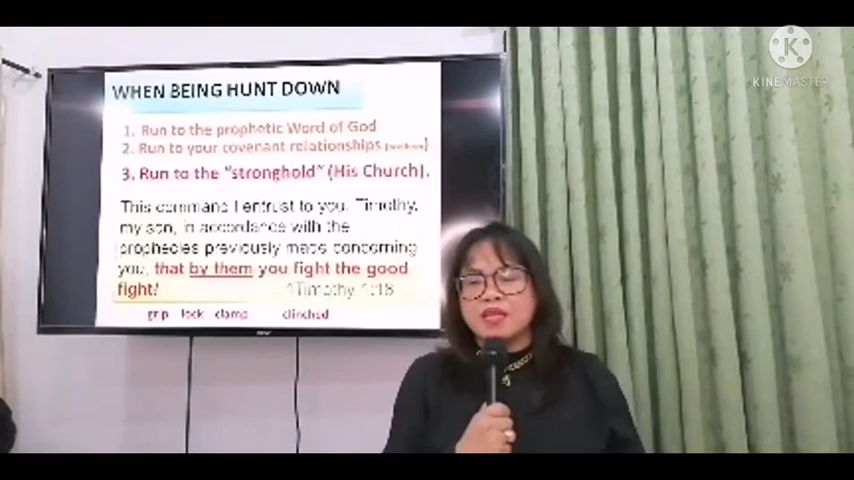 WHEN BEING HUNT DOWN
1. Run to the prophetic Word of God
2. Run to your covenant relationships
3. Run to the “stronghold” (His Church).
This command I entrust to you, Timothy,
my son, in accordance with the
prophecies previously made concerning
you, that by them you fight the good
fight!
1Timothy 1:18
grip lock clamp clinched
K
KINEMASTER